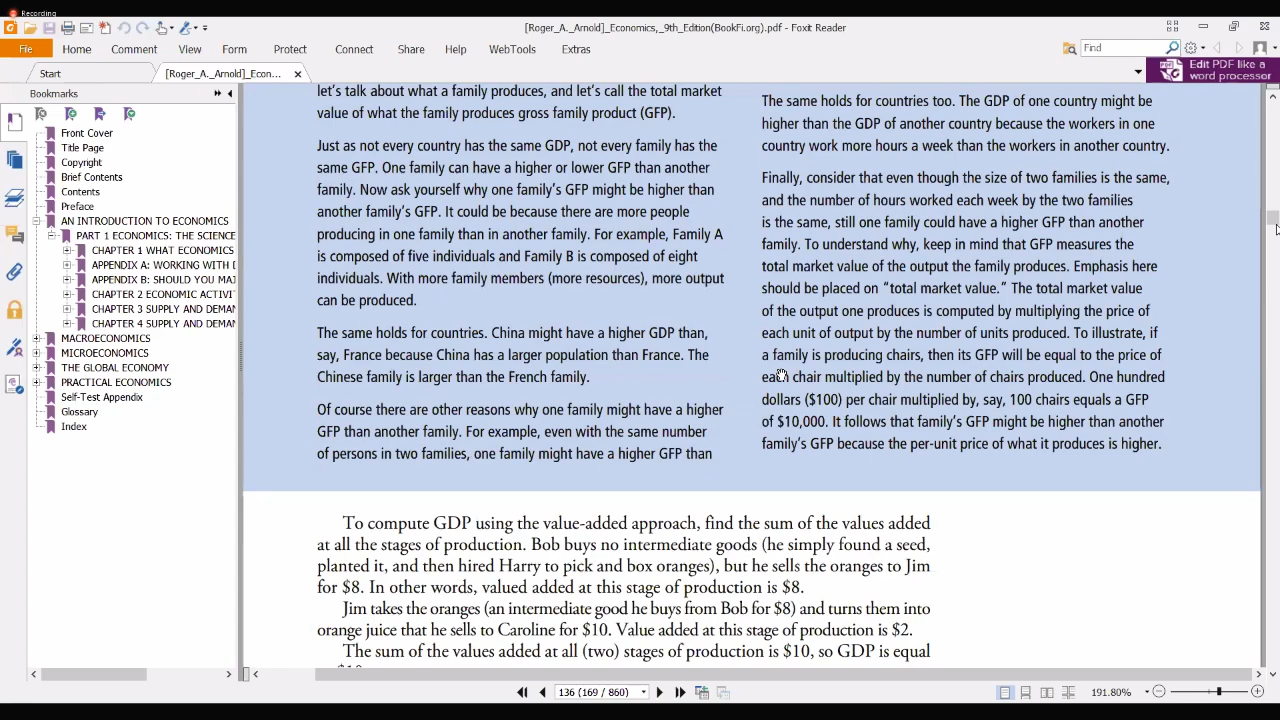 Recording
[Roger_A._Arnold]_Economics,_9th_Edition(BookFi.org).pdf - Foxit Reader
File Home Comment View Form Protect Connect Share Help WebTools Extras
Find
Start
[Roger_A._Arnold]_Econ...
Edit PDF like a
word processor
Bookmarks
Front Cover
Title Page
Copyright
Brief Contents
Contents
Preface
AN INTRODUCTION TO ECONOMICS
PART 1 ECONOMICS: THE SCIENCE
CHAPTER 1 WHAT ECONOMICS
APPENDIX A: WORKING WITH
APPENDIX B: SHOULD YOU MA
CHAPTER 2 ECONOMIC ACTIVI
CHAPTER 3 SUPPLY AND DEMAN
CHAPTER 4 SUPPLY AND DEMAN
MACROECONOMICS
MICROECONOMICS
THE GLOBAL ECONOMY
PRACTICAL ECONOMICS
Self-Test Appendix
Glossary
Index
let's talk about what a family produces, and let's call the total market
value of what the family produces gross family product (GFP).
Just as not every country has the same GDP, not every family has the
same GFP. One family can have a higher or lower GFP than another
family. Now ask yourself why one family's GFP might be higher than
another family's GFP. It could be because there are more people
producing in one family than in another family. For example, Family A
is composed of five individuals and Family B is composed of eight
individuals. With more family members (more resources), more output
can be produced.
The same holds for countries. China might have a higher GDP than,
say, France because China has a larger population than France. The
Chinese family is larger than the French family.
Of course there are other reasons why one family might have a higher
GFP than another family. For example, even with the same number
of persons in two families, one family might have a higher GFP than
The same holds for countries too. The GDP of one country might be
higher than the GDP of another country because the workers in one
country work more hours a week than the workers in another country.
Finally, consider that even though the size of two families is the same,
and the number of hours worked each week by the two families
is the same, still one family could have a higher GFP than another
family. To understand why, keep in mind that GFP measures the
total market value of the output the family produces. Emphasis here
should be placed on "total market value." The total market value
of the output one produces is computed by multiplying the price of
each unit of output by the number of units produced. To illustrate, if
a family is producing chairs, then its GFP will be equal to the price of
each chair multiplied by the number of chairs produced. One hundred
dollars ($100) per chair multiplied by, say, 100 chairs equals a GFP
of $10,000. It follows that family's GFP might be higher than another
family's GFP because the per-unit price of what it produces is higher.
To compute GDP using the value-added approach, find the sum of the values added
at all the stages of production. Bob buys no intermediate goods (he simply found a seed,
planted it, and then hired Harry to pick and box oranges), but he sells the oranges to Jim
for $8. In other words, valued added at this stage of production is $8.
Jim takes the oranges (an intermediate good he buys from Bob for $8) and turns them into
orange juice that he sells to Caroline for $10. Value added at this stage of production is $2.
The sum of the values added at all (two) stages of production is $10, so GDP is equal
136 (169 / 860)
191.80%